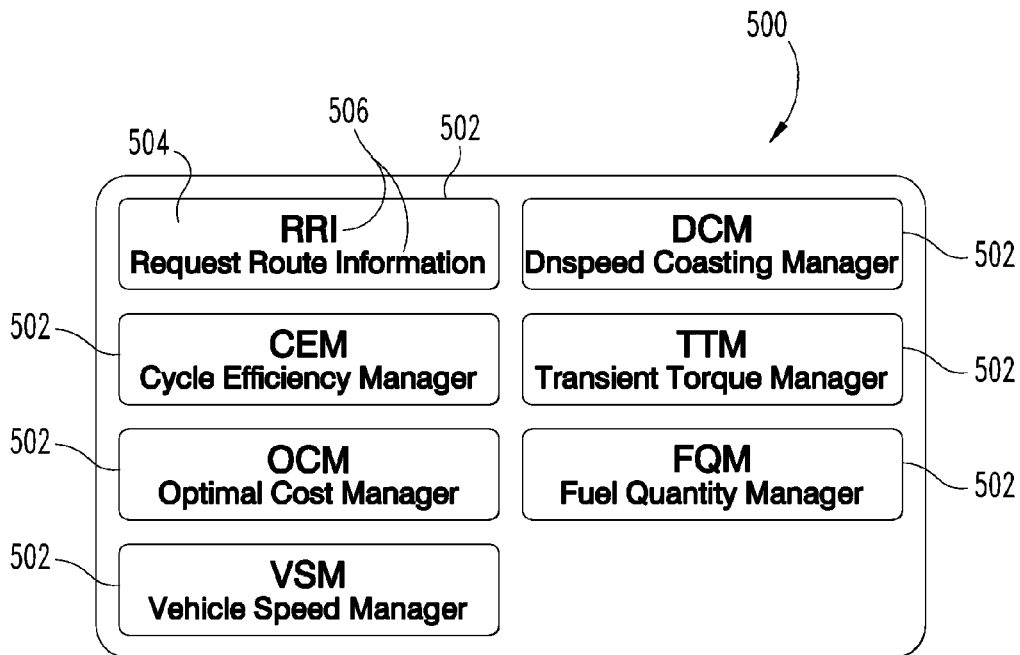 500
506
504
502
RRI
Request Route Information
DCM
Dnspeed Coasting Manager
502
502
CEM
Cycle Efficiency Manager
TTM
Transient Torque Manager
502
502
OCM
Optimal Cost Manager
FQM
Fuel Quantity Manager
502
502
VSM
Vehicle Speed Manager